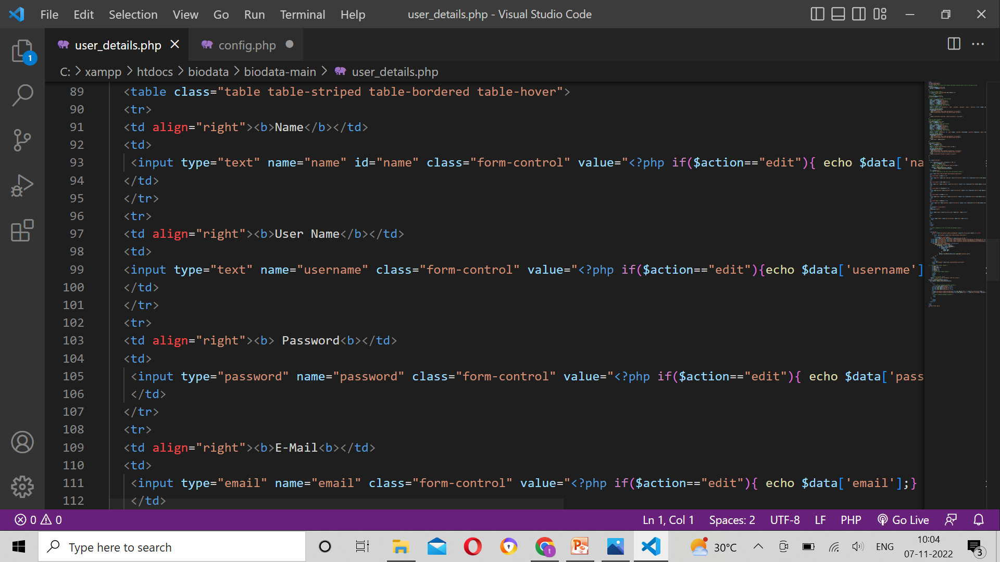 File Edit Selection View Go Run Terminal Help user_details.php - Visual Studio Code
user_details.php config.php
1
C: > xampp > htdocs > biodata > biodata-main > user_details.php
89 <table class="table table-striped table-bordered table-hover">
90 <tr>
91 <td align="right"><b>Name</b></td>
92 <td>
93 <input type="text" name="name" id="name" class="form-control" value="<?php if($action=="edit"){ echo $data['na
94 </td>
95 </tr>
96 <tr>
97 <td align="right"><b>User Name</b></td>
98 <td>
99 <input type="text" name="username" class="form-control" value="<?php if($action=="edit"){echo $data['username']
100 </td>
101 </tr>
102 <tr>
103 <td align="right"><b> Password<b></td>
104 <td>
105 <input type="password" name="password" class="form-control" value="<?php if($action=="edit"){ echo $data['pass
106 </td>
107 </tr>
108 <tr>
109 <td align="right"><b>E-Mail<b></td>
110 <td>
111 <input type="email" name="email" class="form-control" value="<?php if($action=="edit"){ echo $data['email'];}
112 </td>
0 0 Ln 1, Col 1 Spaces: 2 UTF-8 LF PHP Go Live
Type here to search 30°C ENG 10:04
07-11-2022 3